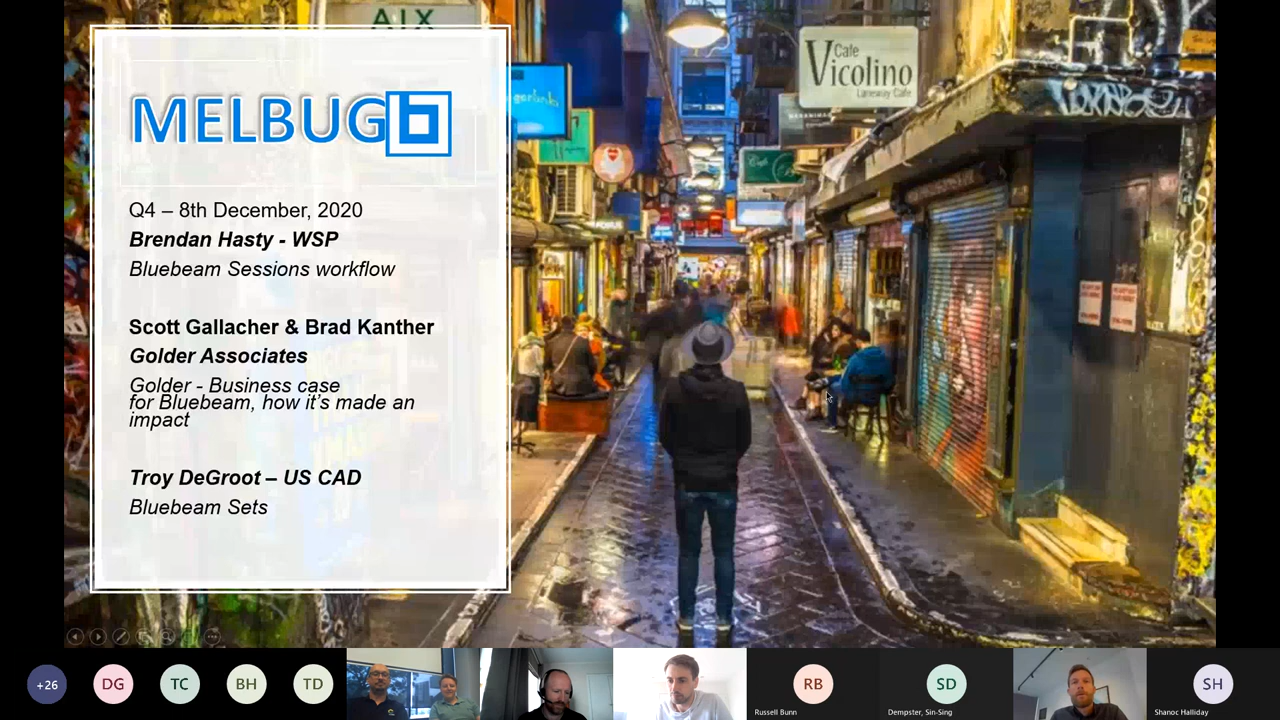 AIX
MELBUG
Q4 – 8th December, 2020
Brendan Hasty - WSP
Bluebeam Sessions workflow
Scott Gallacher & Brad Kanther
Golder Associates
Golder - Business case
for Bluebeam, how it's made an
impact
Troy DeGroot – US CAD
Bluebeam Sets
Cafe
Vicolino
Laneway Cafe
Cafe
+26
DG
TC
BH
TD
RB
Russell Bunn
SD
Dempster, Sin-Sing
SH
Shanoc Halliday